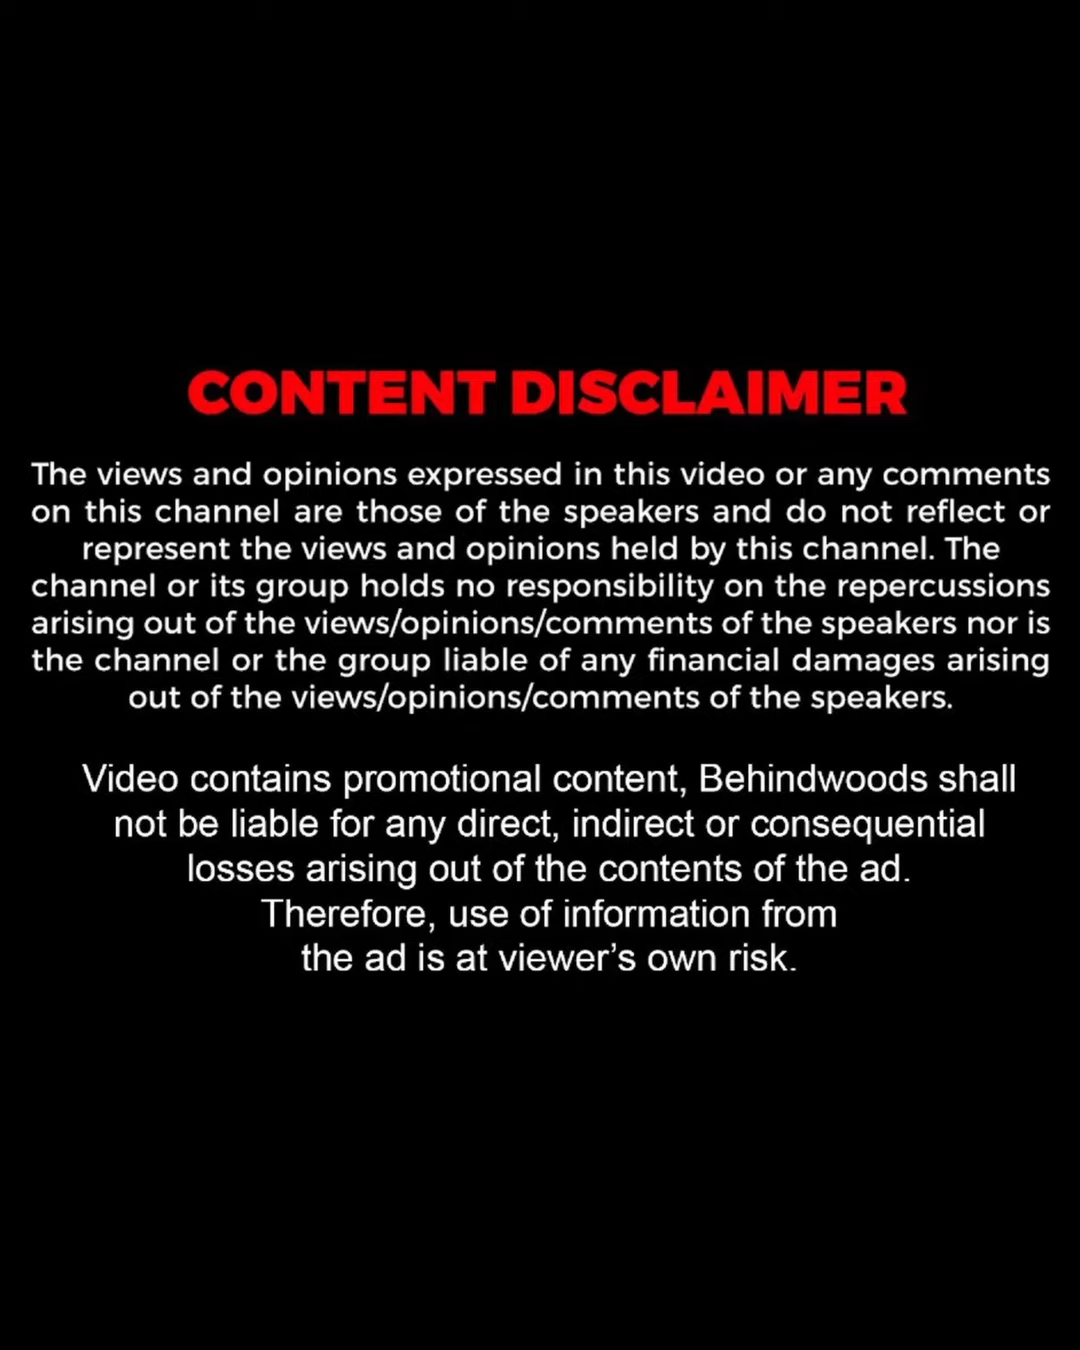 CONTENT DISCLAIMER
The views and opinions expressed in this video or any comments
on this channel are those of the speakers and do not reflect or
represent the views and opinions held by this channel. The
channel or its group holds no responsibility on the repercussions
arising out of the views/opinions/comments of the speakers nor is
the channel or the group liable of any financial damages arising
out of the views/opinions/comments of the speakers.
Video contains promotional content, Behindwoods shall
not be liable for any direct, indirect or consequential
losses arising out of the contents of the ad.
Therefore, use of information from
the ad is at viewer’s own risk.